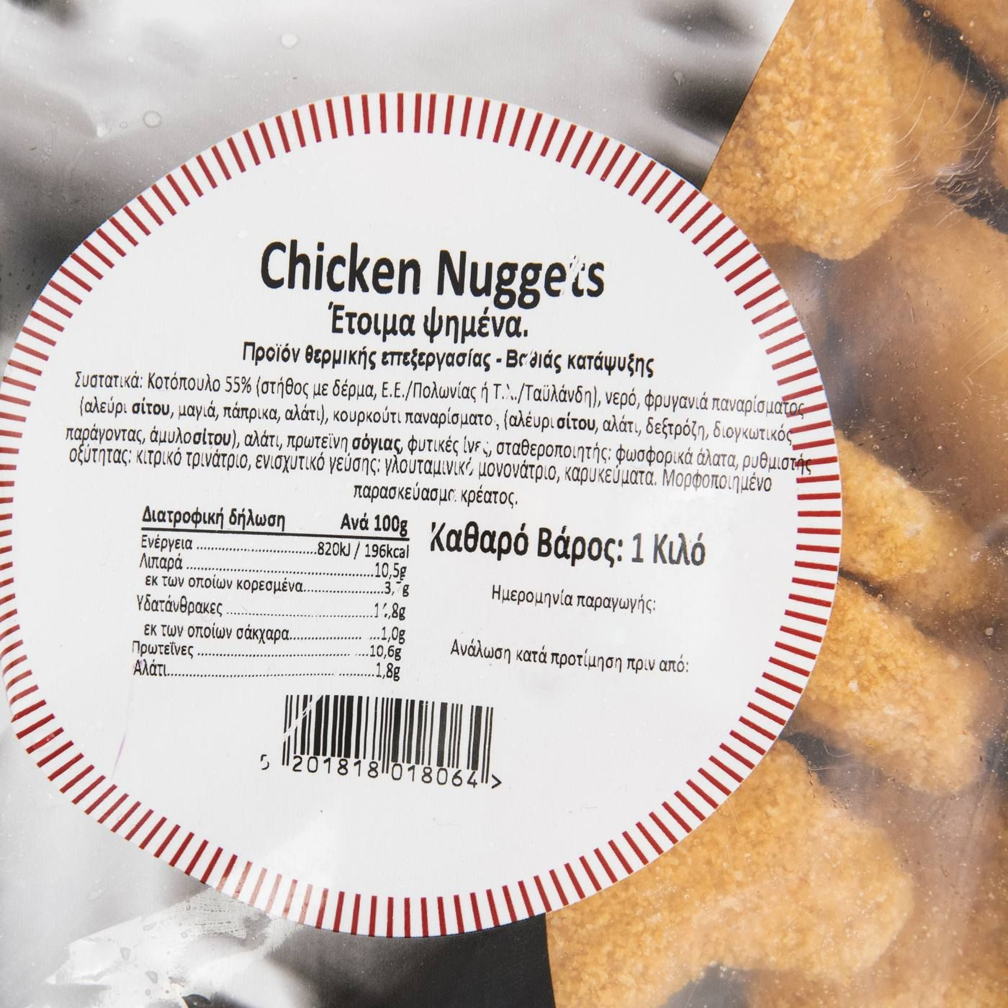 Chicken Nuggets
Έτοιμα ψημένα.
Προϊόν θερμικής επεξεργασίας - Βαθιάς κατάψυξης
Συστατικά: Κοτόπουλο 55% (στήθος με δέρμα, Ε.Ε./Πολωνίας ή Τ.Χ./Ταϋλάνδη), νερό, φρυγανιά παναρίσματος
(αλεύρι σίτου, μαγιά, πάπρικα, αλάτι), κουρκούτι παναρίσματος (αλεύρι σίτου, αλάτι, δεξτρόζη, διογκωτικός
παράγοντας, άμυλο σίτου), αλάτι, πρωτεϊνη σόγιας, φυτικές ίνες, σταθεροποιητής: φωσφορικά άλατα, ρυθμιστής
οξύτητας: κιτρικό τρινάτριο, ενισχυτικό γεύσης: γλουταμινικό μονονάτριο, καρυκεύματα. Μορφοποιημένο
παρασκεύασμα κρέατος.
Διατροφική δήλωση Ανά 100g
Ενέργεια ..........................820kJ / 196kcal
Λιπαρά ........................................10,5g
εκ των οποίων κορεσμένα..................
Υδατάνθρακες ................................
εκ των οποίων σάκχαρα.....................1,0g
Πρωτεΐνες .....................................10,6g
Αλάτι.............................................1,8g
Καθαρό Βάρος: 1 Κιλό
Ημερομηνία παραγωγής:
Ανάλωση κατά προτίμηση πριν από:
5 201818 018064 >